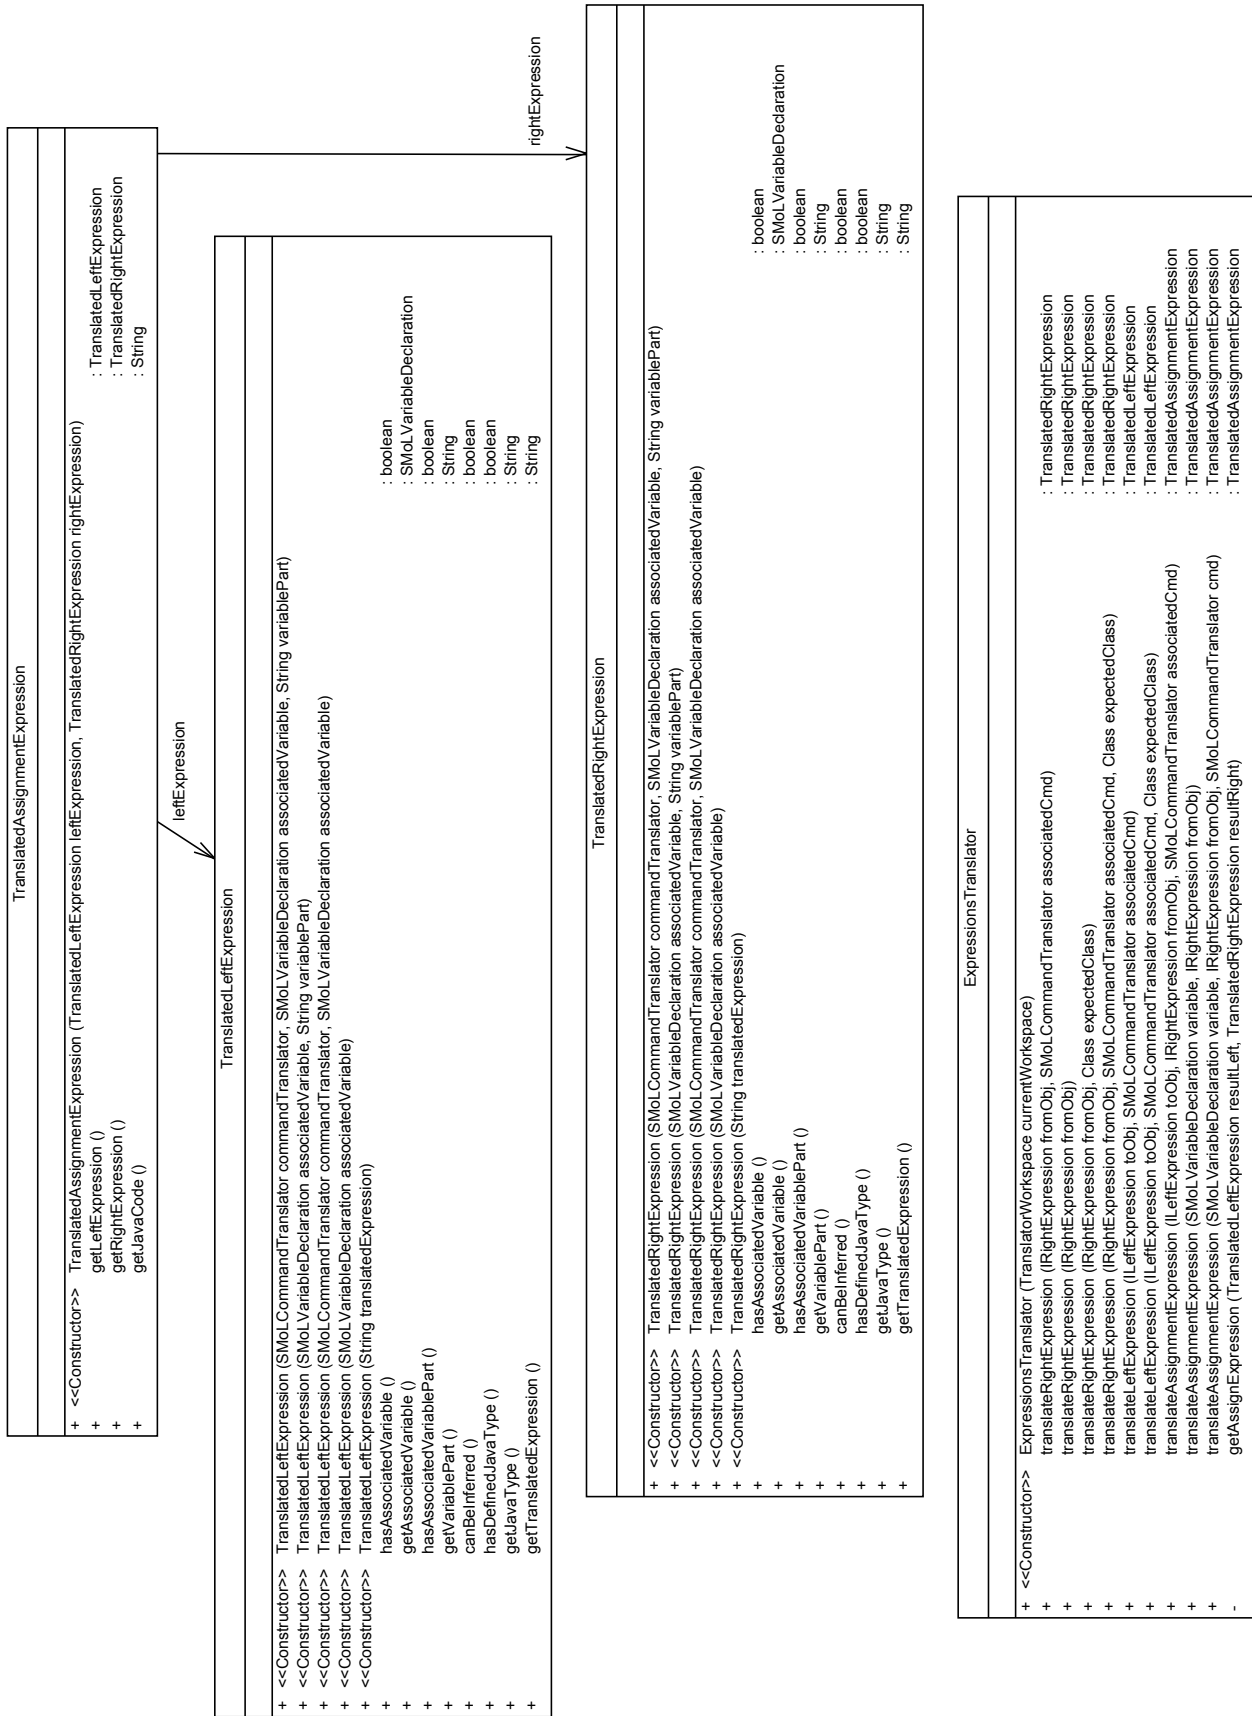 TranslatedAssignmentExpression
+ <<Constructor>> TranslatedAssignmentExpression (TranslatedLeftExpression leftExpression, TranslatedRightExpression rightExpression)
+ getLeftExpression () : TranslatedLeftExpression
+ getRightExpression () : TranslatedRightExpression
+ getJavaCode () : String
leftExpression
rightExpression
TranslatedLeftExpression
+ <<Constructor>> TranslatedLeftExpression (SMoLCommandTranslator commandTranslator, SMoLVariableDeclaration associatedVariable, String variablePart)
+ <<Constructor>> TranslatedLeftExpression (SMoLVariableDeclaration associatedVariable, String variablePart)
+ <<Constructor>> TranslatedLeftExpression (SMoLCommandTranslator commandTranslator, SMoLVariableDeclaration associatedVariable)
+ <<Constructor>> TranslatedLeftExpression (SMoLVariableDeclaration associatedVariable)
+ <<Constructor>> TranslatedLeftExpression (String translatedExpression)
+ hasAssociatedVariable () : boolean
+ getAssociatedVariable () : SMoLVariableDeclaration
+ hasAssociatedVariablePart () : boolean
+ getVariablePart () : String
+ canBeInferred () : boolean
+ hasDefinedJavaType () : boolean
+ getJavaType () : String
+ getTranslatedExpression () : String
TranslatedRightExpression
+ <<Constructor>> TranslatedRightExpression (SMoLCommandTranslator commandTranslator, SMoLVariableDeclaration associatedVariable, String variablePart)
+ <<Constructor>> TranslatedRightExpression (SMoLVariableDeclaration associatedVariable, String variablePart)
+ <<Constructor>> TranslatedRightExpression (SMoLCommandTranslator commandTranslator, SMoLVariableDeclaration associatedVariable)
+ <<Constructor>> TranslatedRightExpression (SMoLVariableDeclaration associatedVariable)
+ <<Constructor>> TranslatedRightExpression (String translatedExpression)
+ hasAssociatedVariable () : boolean
+ getAssociatedVariable () : SMoLVariableDeclaration
+ hasAssociatedVariablePart () : boolean
+ getVariablePart () : String
+ canBeInferred () : boolean
+ hasDefinedJavaType () : boolean
+ getJavaType () : String
+ getTranslatedExpression () : String
ExpressionsTranslator
+ <<Constructor>> ExpressionsTranslator (TranslatorWorkspace currentWorkspace)
+ translateRightExpression (IRightExpression fromObj, SMoLCommandTranslator associatedCmd) : TranslatedRightExpression
+ translateRightExpression (IRightExpression fromObj) : TranslatedRightExpression
+ translateRightExpression (IRightExpression fromObj, Class expectedClass) : TranslatedRightExpression
+ translateRightExpression (IRightExpression fromObj, SMoLCommandTranslator associatedCmd, Class expectedClass) : TranslatedRightExpression
+ translateLeftExpression (ILeftExpression toObj, SMoLCommandTranslator associatedCmd) : TranslatedLeftExpression
+ translateLeftExpression (ILeftExpression toObj, SMoLCommandTranslator associatedCmd, Class expectedClass) : TranslatedLeftExpression
+ translateAssignmentExpression (ILeftExpression toObj, IRightExpression fromObj, SMoLCommandTranslator associatedCmd) : TranslatedAssignmentExpression
+ translateAssignmentExpression (SMoLVariableDeclaration variable, IRightExpression fromObj) : TranslatedAssignmentExpression
+ translateAssignmentExpression (SMoLVariableDeclaration variable, IRightExpression fromObj, SMoLCommandTranslator cmd) : TranslatedAssignmentExpression
- getAssignExpression (TranslatedLeftExpression resultLeft, TranslatedRightExpression resultRight) : TranslatedAssignmentExpression